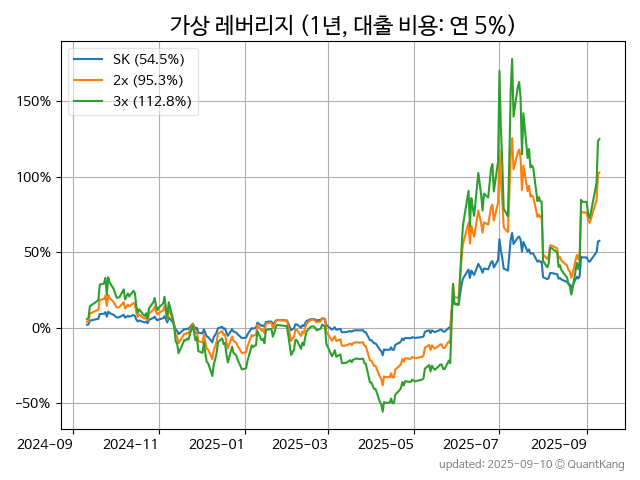 가상 레버리지 (1년, 대출 비용: 연 5%)
SK (54.5%)
2x (95.3%)
3x (112.8%)
150%
100%
50%
0%
−50%
2024-09
2024-11
2025-01
2025-03
2025-05
2025-07
2025-09
updated: 2025-09-10 © QuantKang